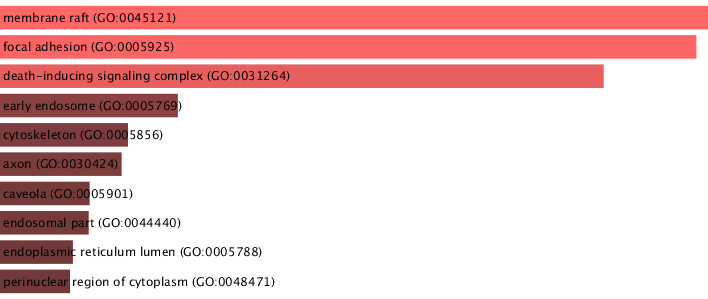 membrane raft (GO:0045121)
focal adhesion (GO:0005925)
death-inducing signaling complex (GO:0031264)
early endosome (GO:0005769)
cytoskeleton (GO:0005856)
axon (GO:0030424)
caveola (GO:0005901)
endosomal part (GO:0044440)
endoplasmic reticulum lumen (GO:0005788)
perinuclear region of cytoplasm (GO:0048471)